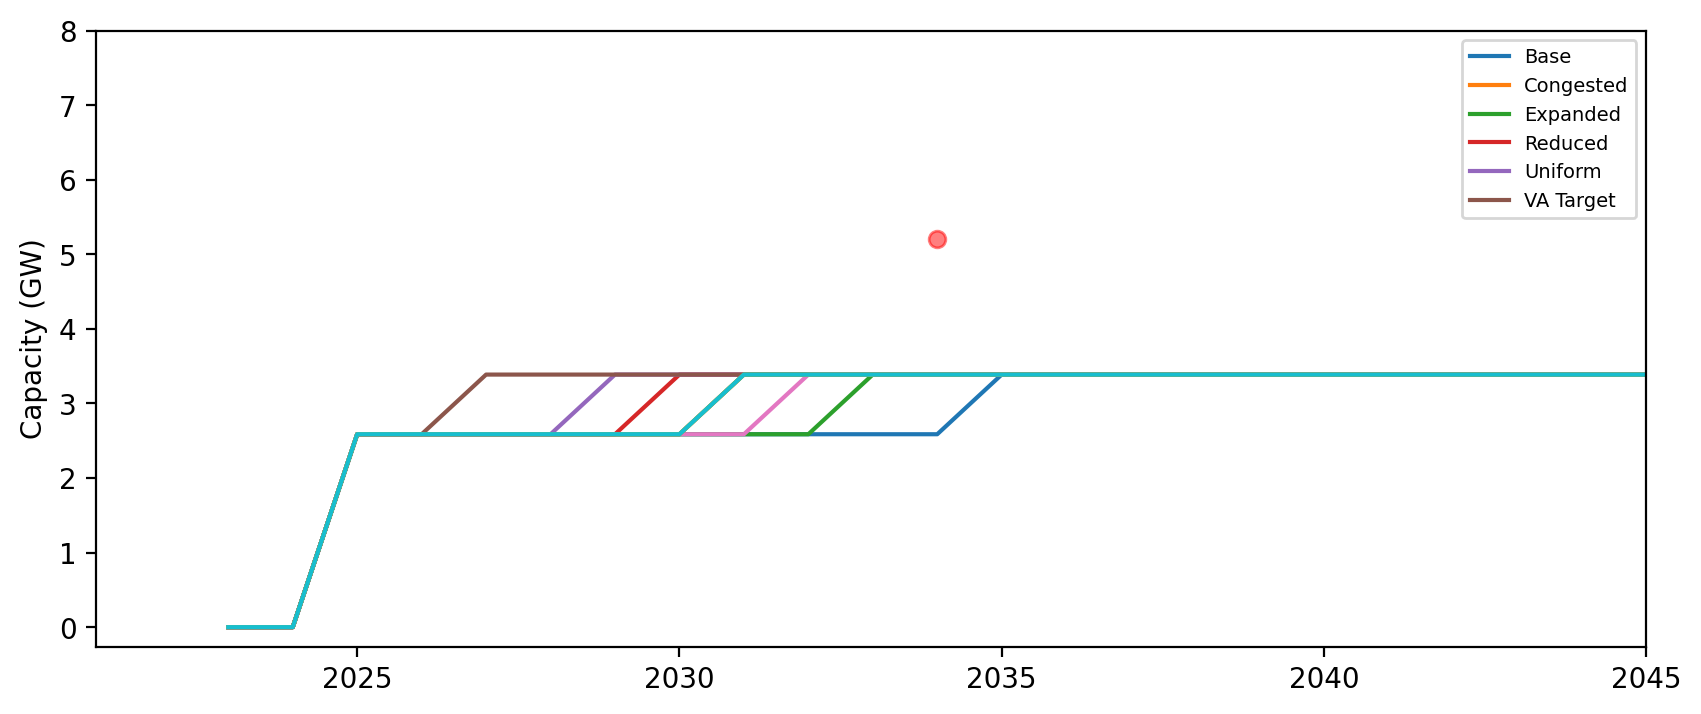 8
7
6
5
4
3
2
1
0
Capacity (GW)
2025
2030
2035
2040
2045
Base
Congested
Expanded
Reduced
Uniform
VA Target